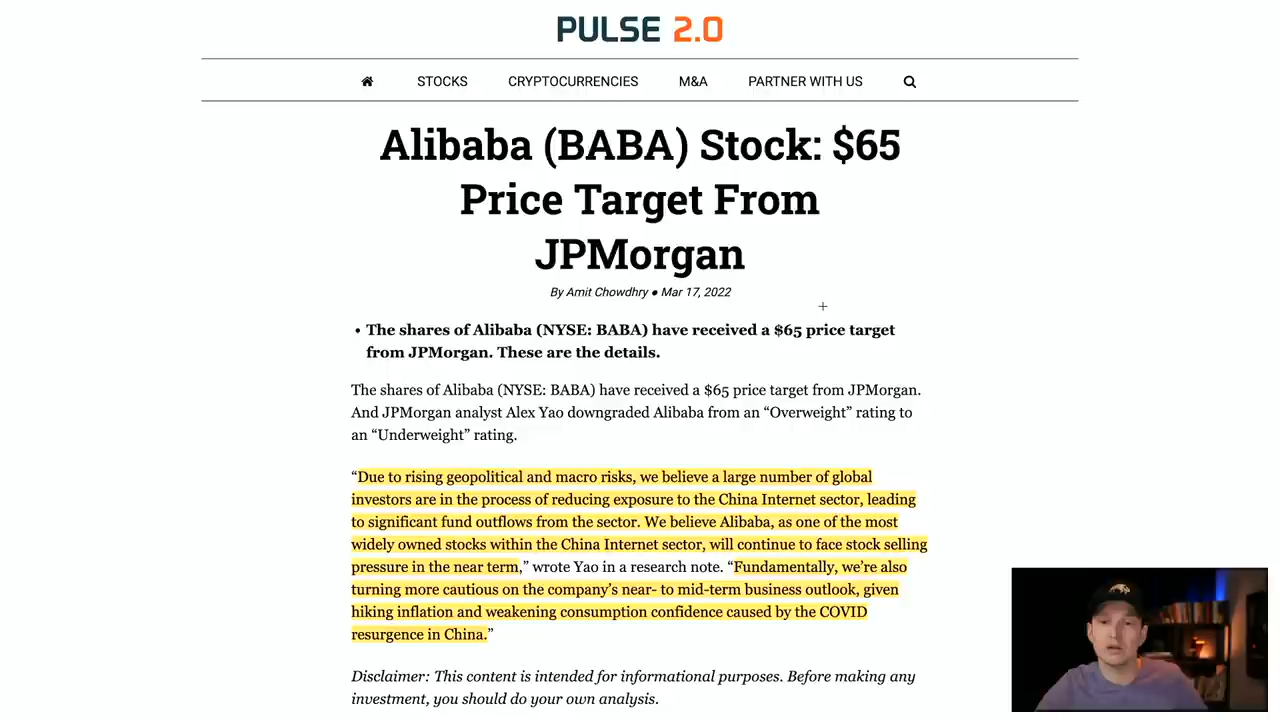 PULSE 2.0
STOCKS CRYPTOCURRENCIES M&A PARTNER WITH US
Alibaba (BABA) Stock: $65
Price Target From
JPMorgan
By Amit Chowdhry ● Mar 17, 2022
• The shares of Alibaba (NYSE: BABA) have received a $65 price target
from JPMorgan. These are the details.
The shares of Alibaba (NYSE: BABA) have received a $65 price target from JPMorgan.
And JPMorgan analyst Alex Yao downgraded Alibaba from an “Overweight” rating to
an “Underweight” rating.
“Due to rising geopolitical and macro risks, we believe a large number of global
investors are in the process of reducing exposure to the China Internet sector, leading
to significant fund outflows from the sector. We believe Alibaba, as one of the most
widely owned stocks within the China Internet sector, will continue to face stock selling
pressure in the near term,” wrote Yao in a research note. “Fundamentally, we’re also
turning more cautious on the company’s near- to mid-term business outlook, given
hiking inflation and weakening consumption confidence caused by the COVID
resurgence in China.”
Disclaimer: This content is intended for informational purposes. Before making any
investment, you should do your own analysis.